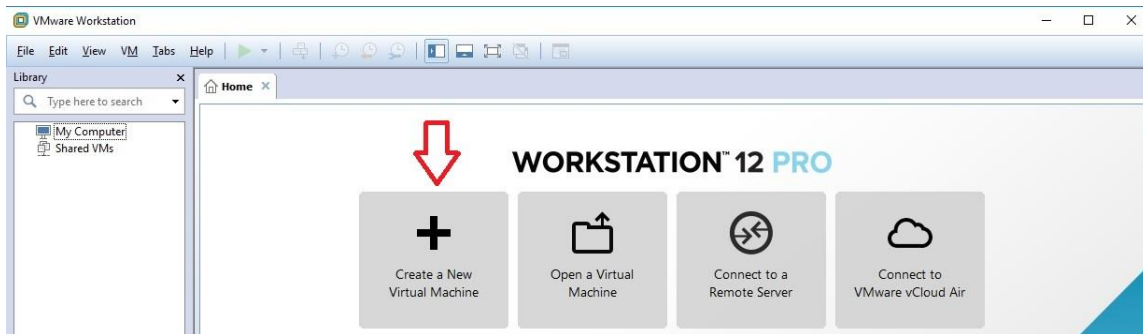 VMware Workstation
File Edit View VM Tabs Help
Library
Home
Type here to search
My Computer
Shared VMs
WORKSTATION™ 12 PRO
Create a New
Virtual Machine
Open a Virtual
Machine
Connect to a
Remote Server
Connect to
VMware vCloud Air